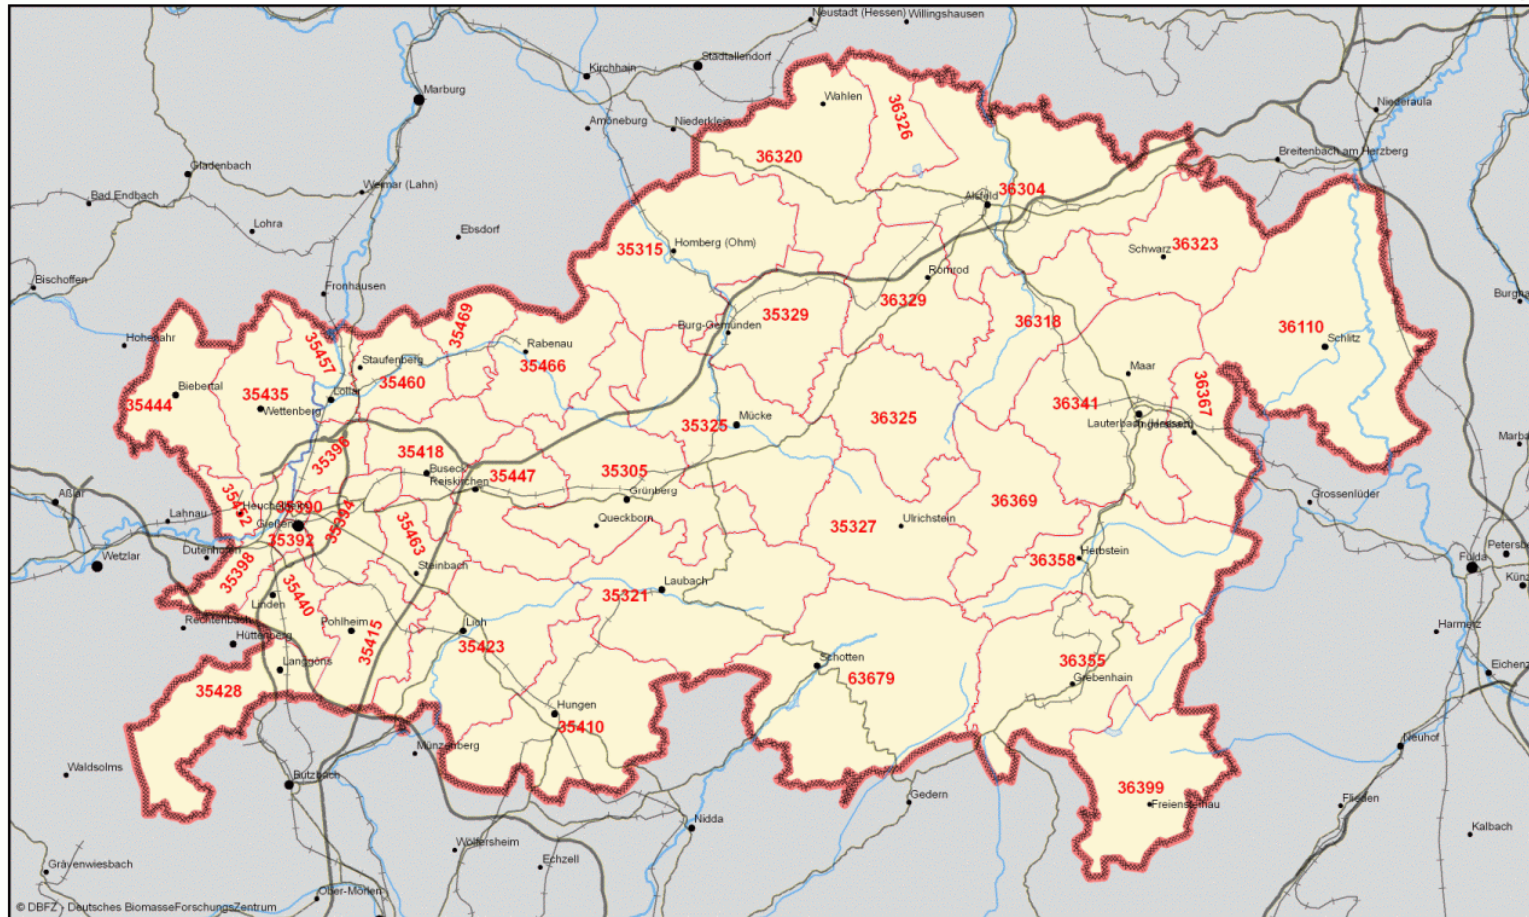 Neustadt (Hessen)
Willingshausen
Stadtallendorf
Kirchhain
Marburg
Wahlen
36326
Niederaula
Amöneburg
Niederklein
36320
Breitenbach am Herzberg
Gladenbach
Weimar (Lahn)
36304
Alsfeld
Bad Endbach
Lohra
Ebsdorf
35315
Homberg (Ohm)
Schwarz
36323
Romrod
Bischoffen
Fronhausen
36329
35329
35469
36318
36110
Burg-Gemünden
Schlitz
Hohenahr
35457
Staufenberg
Rabenau
35466
Maar
35460
Biebertal
35444
35435
Lollar
Wettenberg
36341
36367
Lauterbach (Hessen)
35325
Mücke
36325
35396
35418
Buseck
Reiskirchen
35447
35305
Grünberg
Aßlar
Lahnau
35452
35390
Gießen
35394
35392
36369
Grossenlüder
Queckborn
35327
Ulrichstein
35463
Dutenhofen
Wetzlar
35398
36358
Herbstein
Fulda
Steinbach
Linden
35440
35321
Laubach
Rechtenbach
Hüttenberg
Pohlheim
35415
Lich
35423
Harmerz
Langgöns
35428
Schotten
63679
36355
Grebenhain
Hungen
35410
Münzenberg
Neuhof
Waldsolms
Butzbach
36399
Freiensteinau
Gedern
Flieden
Nidda
Kalbach
Wölfersheim
Echzell
Grävenwiesbach
Ober-Mörlen
© DBFZ - Deutsches BiomasseForschungsZentrum